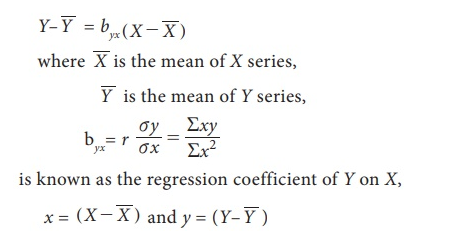 Y–Y̅ = b_yx(X–X̅)
where X̅ is the mean of X series,
Y̅ is the mean of Y series,
b_yx = r σy/σx = Σxy/Σx²
is known as the regression coefficient of Y on X,
x = (X–X̅) and y = (Y–Y̅)